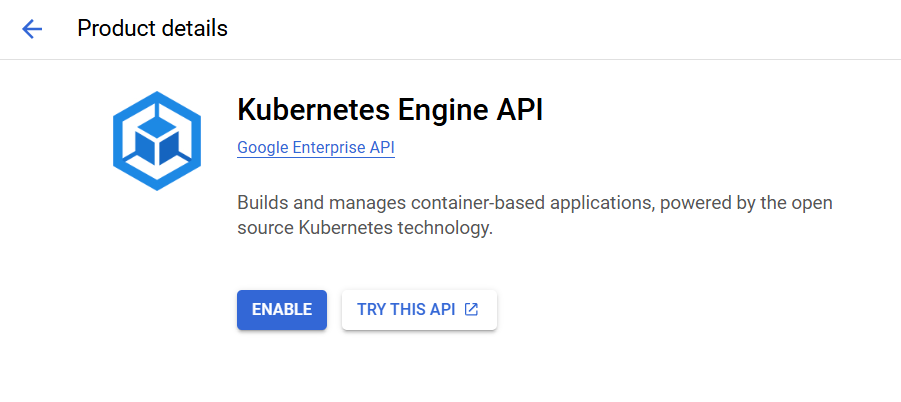 Product details
Kubernetes Engine API
Google Enterprise API
Builds and manages container-based applications, powered by the open
source Kubernetes technology.
ENABLE
TRY THIS API